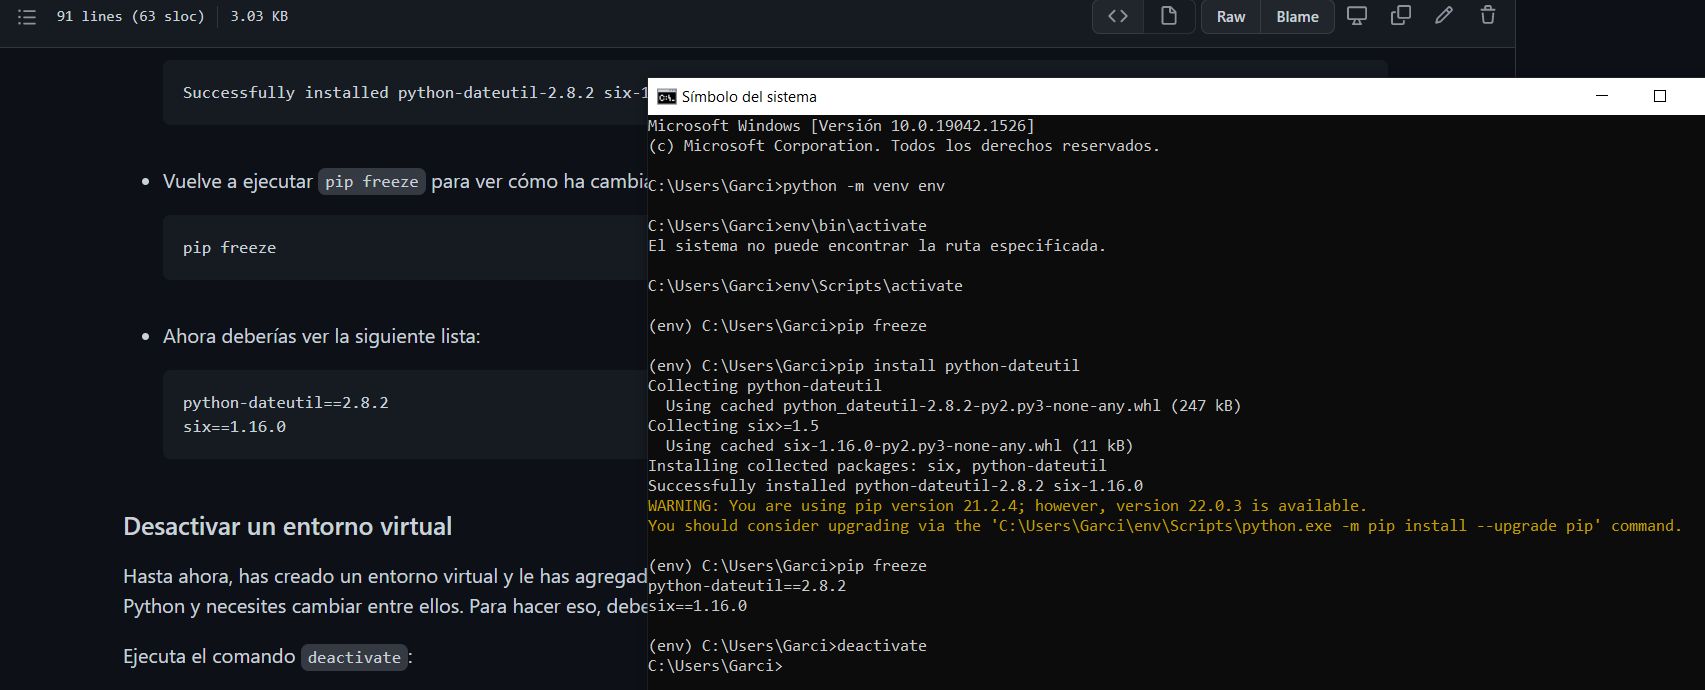 91 lines (63 sloc) 3.03 KB
Raw Blame
Successfully installed python-dateutil-2.8.2 six-1
Vuelve a ejecutar pip freeze para ver cómo ha cambia
pip freeze
Ahora deberías ver la siguiente lista:
python-dateutil==2.8.2
six==1.16.0
Desactivar un entorno virtual
Hasta ahora, has creado un entorno virtual y le has agregad
Python y necesites cambiar entre ellos. Para hacer eso, debe
Ejecuta el comando deactivate:
Símbolo del sistema
Microsoft Windows [Versión 10.0.19042.1526]
(c) Microsoft Corporation. Todos los derechos reservados.
C:\Users\Garci>python -m venv env
C:\Users\Garci>env\bin\activate
El sistema no puede encontrar la ruta especificada.
C:\Users\Garci>env\Scripts\activate
(env) C:\Users\Garci>pip freeze
(env) C:\Users\Garci>pip install python-dateutil
Collecting python-dateutil
Using cached python_dateutil-2.8.2-py2.py3-none-any.whl (247 kB)
Collecting six>=1.5
Using cached six-1.16.0-py2.py3-none-any.whl (11 kB)
Installing collected packages: six, python-dateutil
Successfully installed python-dateutil-2.8.2 six-1.16.0
WARNING: You are using pip version 21.2.4; however, version 22.0.3 is available.
You should consider upgrading via the 'C:\Users\Garci\env\Scripts\python.exe -m pip install --upgrade pip' command.
(env) C:\Users\Garci>pip freeze
python-dateutil==2.8.2
six==1.16.0
(env) C:\Users\Garci>deactivate
C:\Users\Garci>